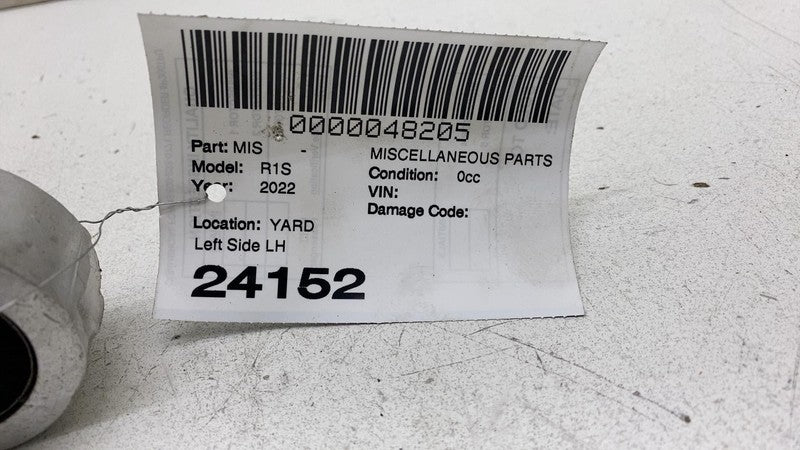 0000048205
Part: MIS - MISCELLANEOUS PARTS
Model: R1S Condition: 0cc
Year: 2022 VIN:
Damage Code:
Location: YARD
Left Side LH
24152